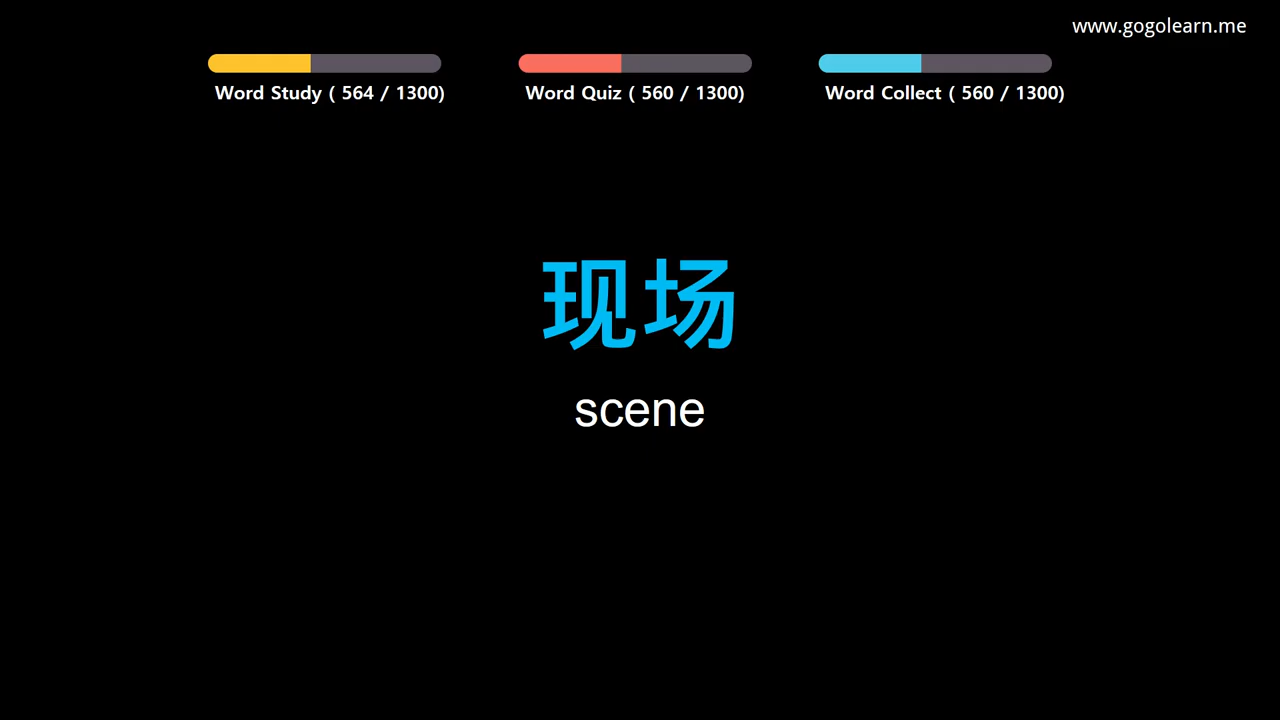 www.gogolearn.me
Word Study ( 564 / 1300)
Word Quiz ( 560 / 1300)
Word Collect ( 560 / 1300)
现场
scene